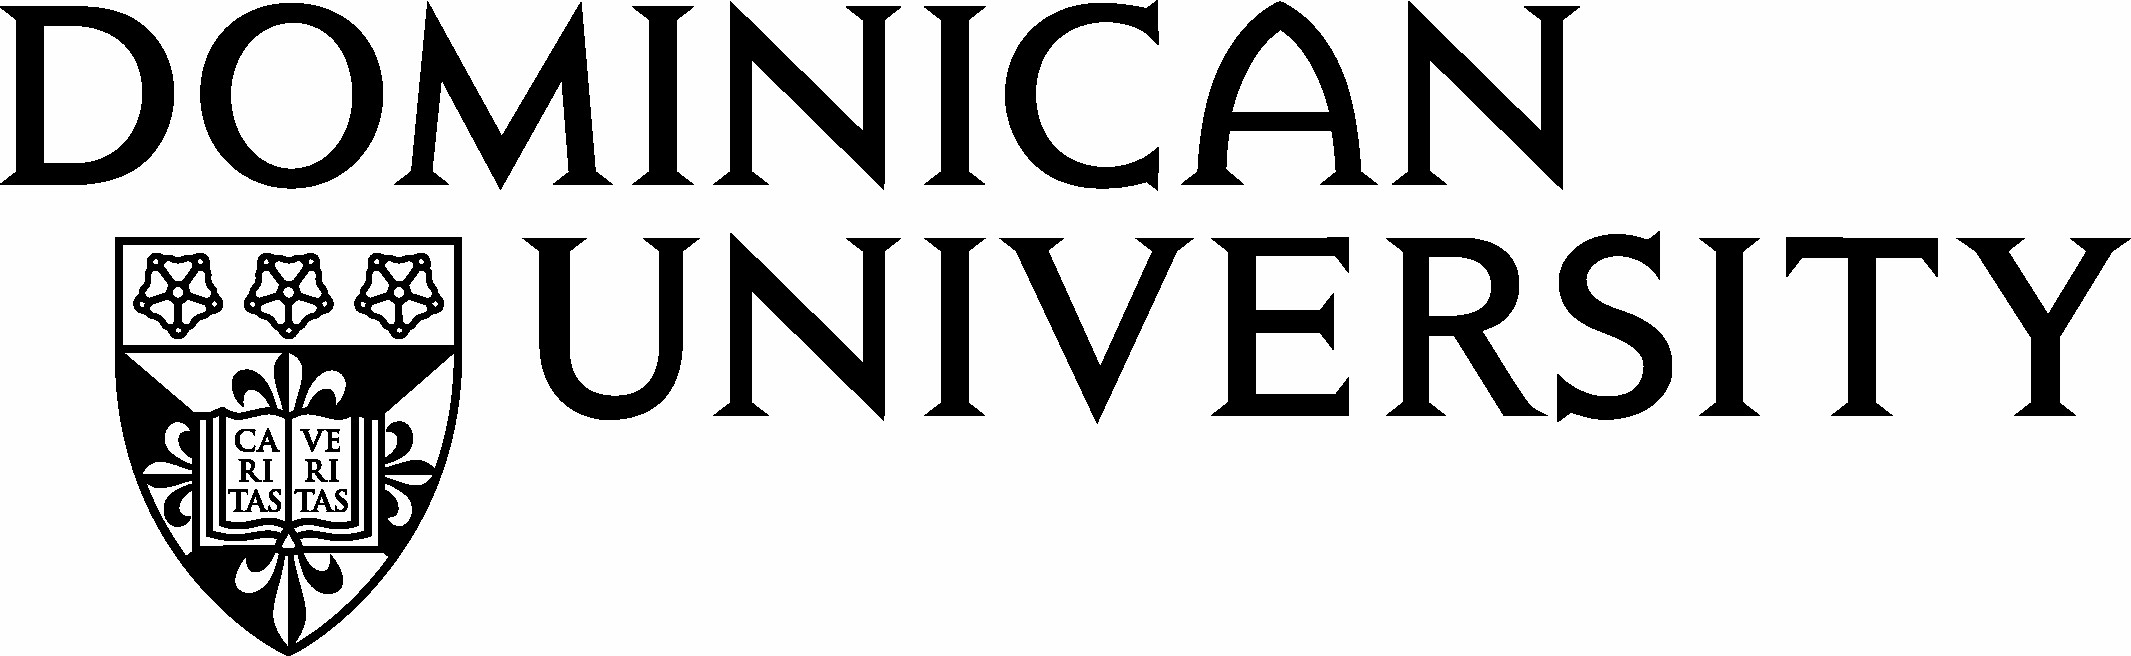 DOMINICAN
UNIVERSITY
CA VE
RI RI
TAS TAS